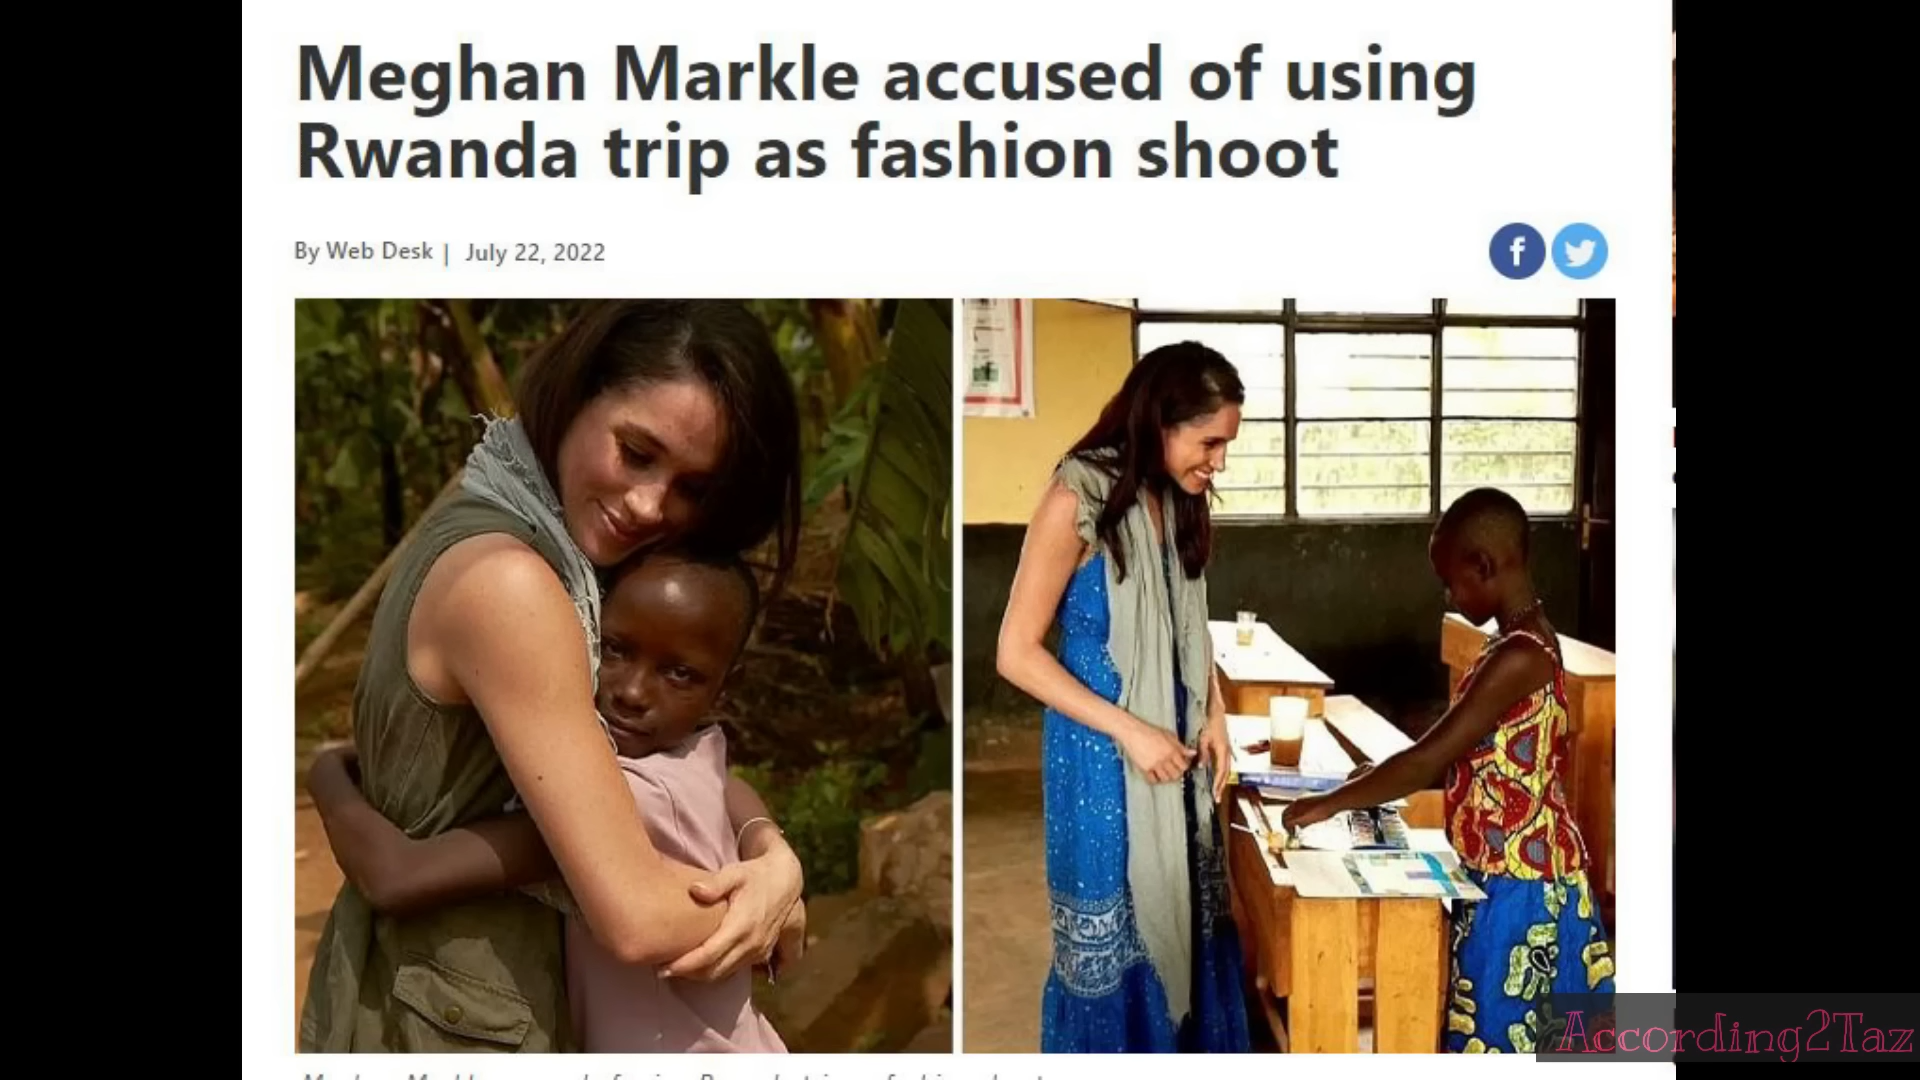 Meghan Markle accused of using
Rwanda trip as fashion shoot
By Web Desk | July 22, 2022
According2Taz